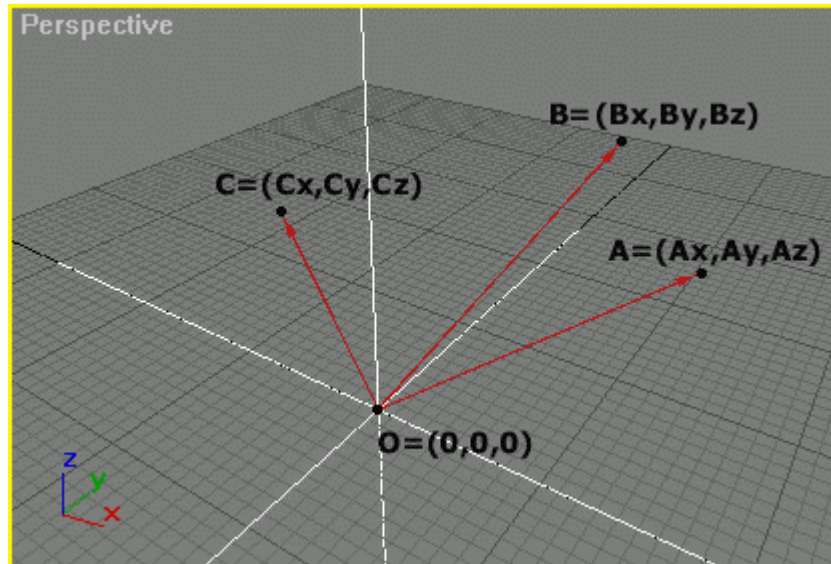 Perspective
B=(Bx,By,Bz)
C=(Cx,Cy,Cz)
A=(Ax,Ay,Az)
O=(0,0,0)
z
y
x